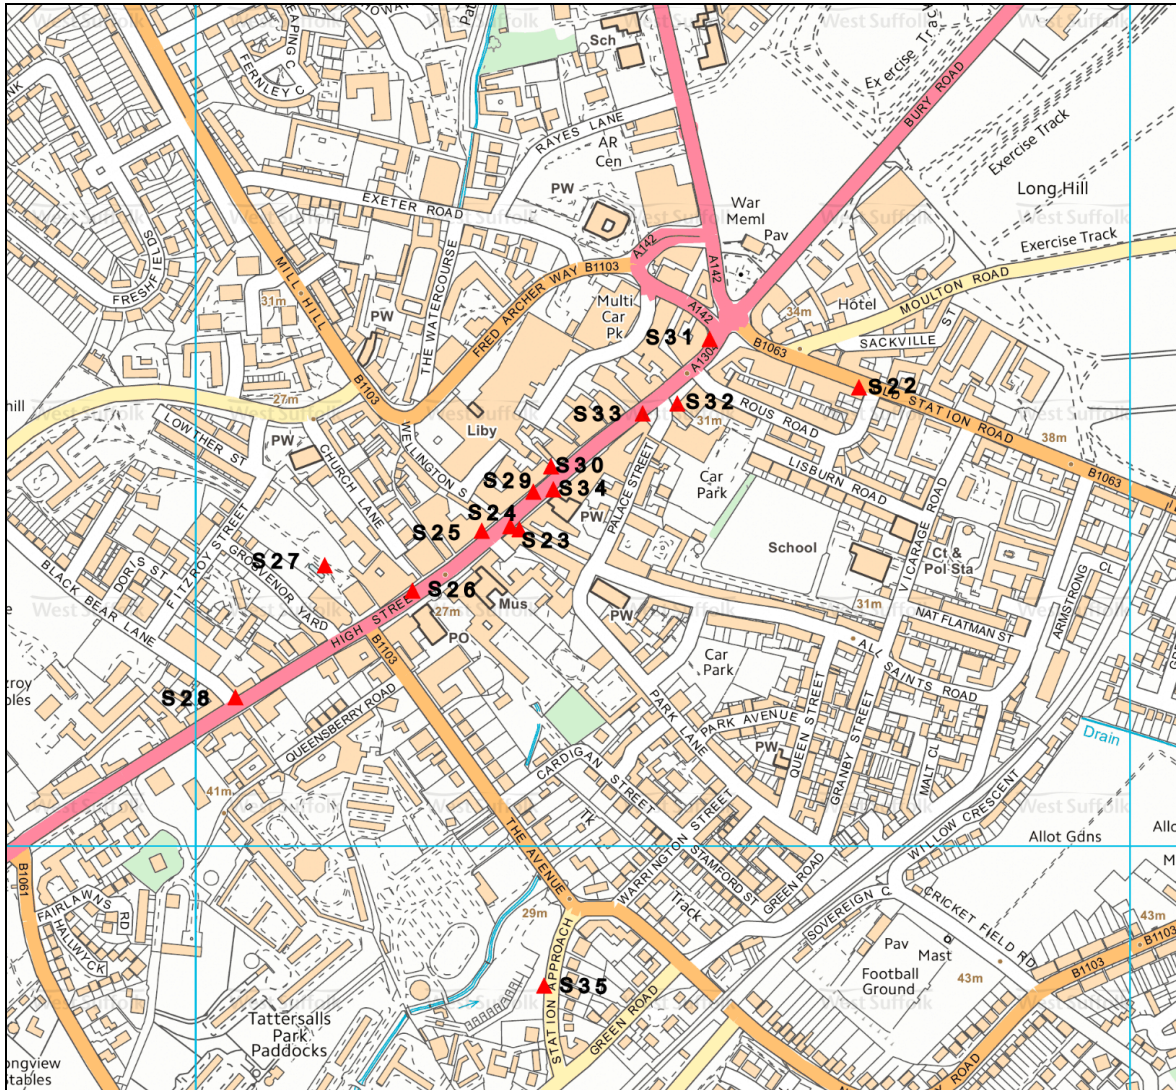 West Suffolk
Sch
BURY ROAD
Exercise Track
Exercise Track
FERNLEY C
RAYES LANE
AR
Cen
PW
War
Meml
Pav
Long Hill
Exercise Track
EXETER ROAD
FRESHFIELDS
MILL HILL
31m
PW
THE WATERCOURSE
FRED ARCHER WAY
B1103
A142
A142
A142
Multi
Car
Pk
Hotel
MOULTON ROAD
34m
SACKVILLE ST
S31
A130
B1063
S22
OLD STATION ROAD
38m
B1063
27m
B1103
Liby
S33
S32
31m
ROUS ROAD
LISBURN ROAD
LOWTHER ST
PW
CHURCH LANE
WELLINGTON S
S30
S29
S34
S24
S25
S23
PW
PALACE STREET
Car
Park
School
VICARAGE ROAD
Ct &
Pol Sta
ARMSTRONG CL
FITZROY STREET
GROSVENOR YARD
DORIS ST
BLACK BEAR LANE
S27
S26
HIGH STREE
27m
Mus
PO
PW
31m
NAT FLATMAN ST
ALL SAINTS ROAD
Car
Park
S28
B1103
QUEENSBERRY ROAD
PARK LANE
PARK AVENUE
PW
QUEEN STREET
GRANBY STREET
MALT CL
Drain
41m
CARDIGAN STREET
Tk
WARRINGTON STREET
STAMFORD ST
GREEN ROAD
WILLOW CRESCENT
Allot Gdns
THE AVENUE
B1061
FAIRLAWNS
RD
HALLWYCK
29m
Track
SOVEREIGN C
CRICKET FIELD RD
Pav
Mast
Football
Ground
43m
43m
B1103
B1103
S35
STATION APPROACH
GREEN ROAD
Tattersalls
Park
Paddocks